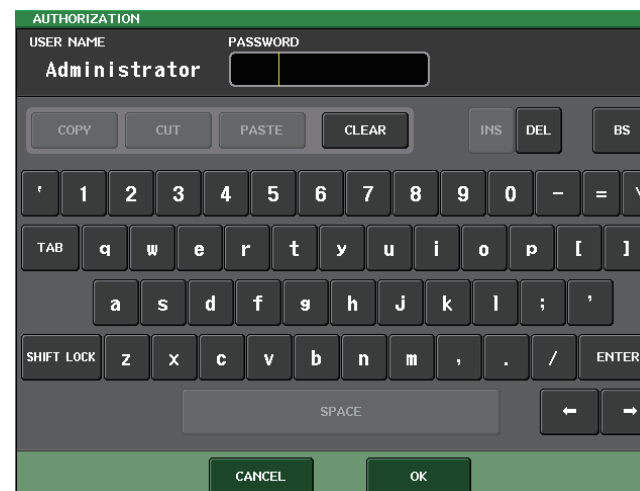 AUTHORIZATION
USER NAME PASSWORD
Administrator
COPY CUT PASTE CLEAR INS DEL BS
' 1 2 3 4 5 6 7 8 9 0 - = \
TAB q w e r t y u i o p [ ]
a s d f g h j k l ; '
SHIFT LOCK z x c v b n m , . / ENTER
SPACE ← →
CANCEL OK